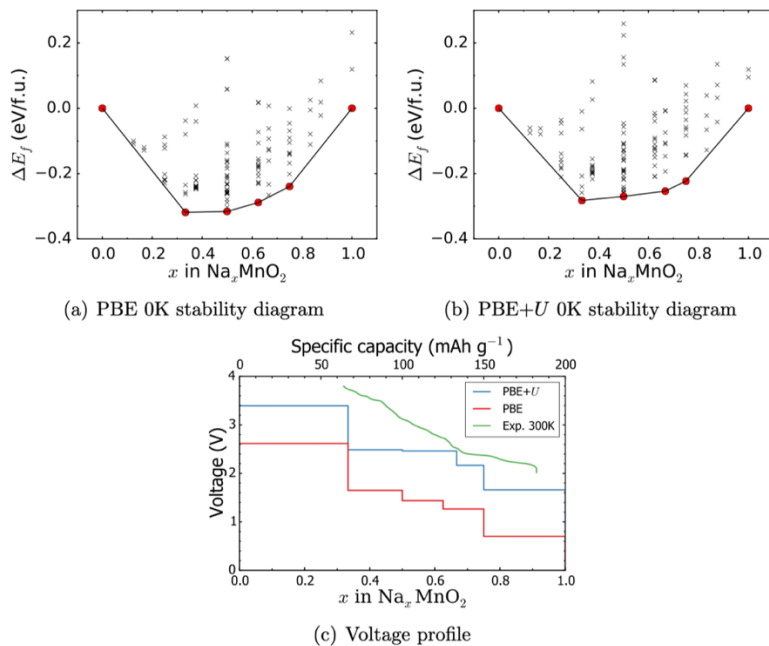 0.2
0.0
−0.2
−0.4
ΔE_f (eV/f.u.)
0.0 0.2 0.4 0.6 0.8 1.0
x in Na_xMnO_2
(a) PBE 0K stability diagram
0.2
0.0
−0.2
−0.4
ΔE_f (eV/f.u.)
0.0 0.2 0.4 0.6 0.8 1.0
x in Na_xMnO_2
(b) PBE+U 0K stability diagram
Specific capacity (mAh g⁻¹)
0 50 100 150 200
4
3
2
1
0
Voltage (V)
PBE+U
PBE
Exp. 300K
0.0 0.2 0.4 0.6 0.8 1.0
x in Na_x MnO_2
(c) Voltage profile